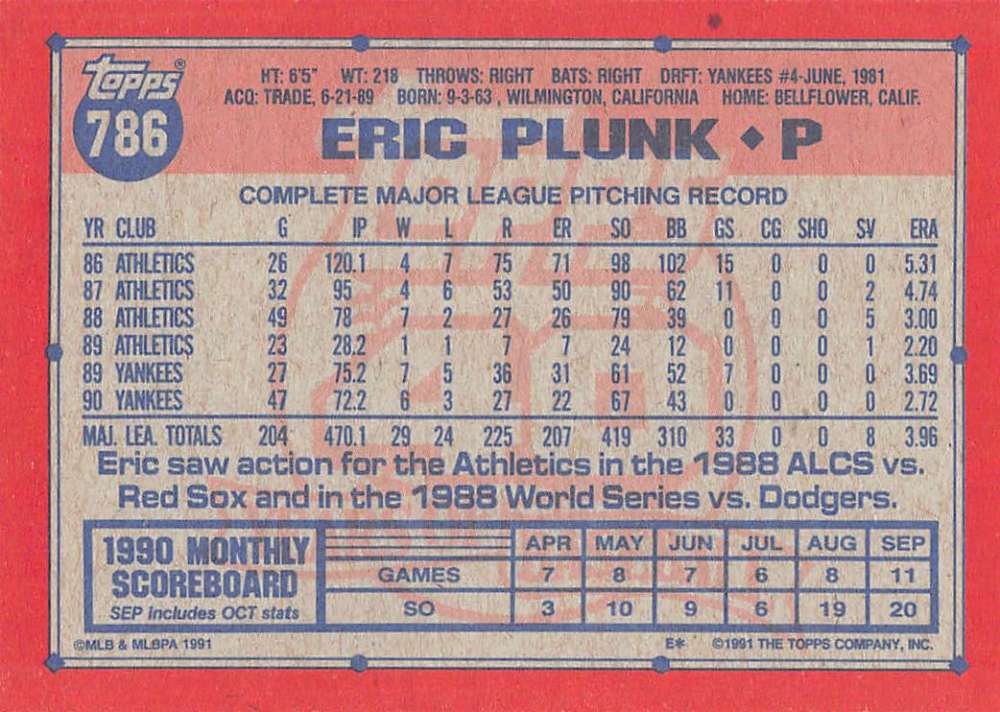 topps®
786
HT: 6'5" WT: 218 THROWS: RIGHT BATS: RIGHT DRFT: YANKEES #4-JUNE, 1981
ACQ: TRADE, 6-21-89 BORN: 9-3-63, WILMINGTON, CALIFORNIA HOME: BELLFLOWER, CALIF.
ERIC PLUNK ◆ P
COMPLETE MAJOR LEAGUE PITCHING RECORD
YR CLUB G IP W L R ER SO BB GS CG SHO SV ERA
86 ATHLETICS 26 120.1 4 7 75 71 98 102 15 0 0 0 5.31
87 ATHLETICS 32 95 4 6 53 50 90 62 11 0 0 2 4.74
88 ATHLETICS 49 78 7 2 27 26 79 39 0 0 0 5 3.00
89 ATHLETICS 23 28.2 1 1 7 7 24 12 0 0 0 1 2.20
89 YANKEES 27 75.2 7 5 36 31 61 52 7 0 0 0 3.69
90 YANKEES 47 72.2 6 3 27 22 67 43 0 0 0 0 2.72
MAJ. LEA. TOTALS 204 470.1 29 24 225 207 419 310 33 0 0 8 3.96
Eric saw action for the Athletics in the 1988 ALCS vs.
Red Sox and in the 1988 World Series vs. Dodgers.
1990 MONTHLY
SCOREBOARD
SEP includes OCT stats
APR MAY JUN JUL AUG SEP
GAMES 7 8 7 6 8 11
SO 3 10 9 6 19 20
©MLB & MLBPA 1991 E* ©1991 THE TOPPS COMPANY, INC.